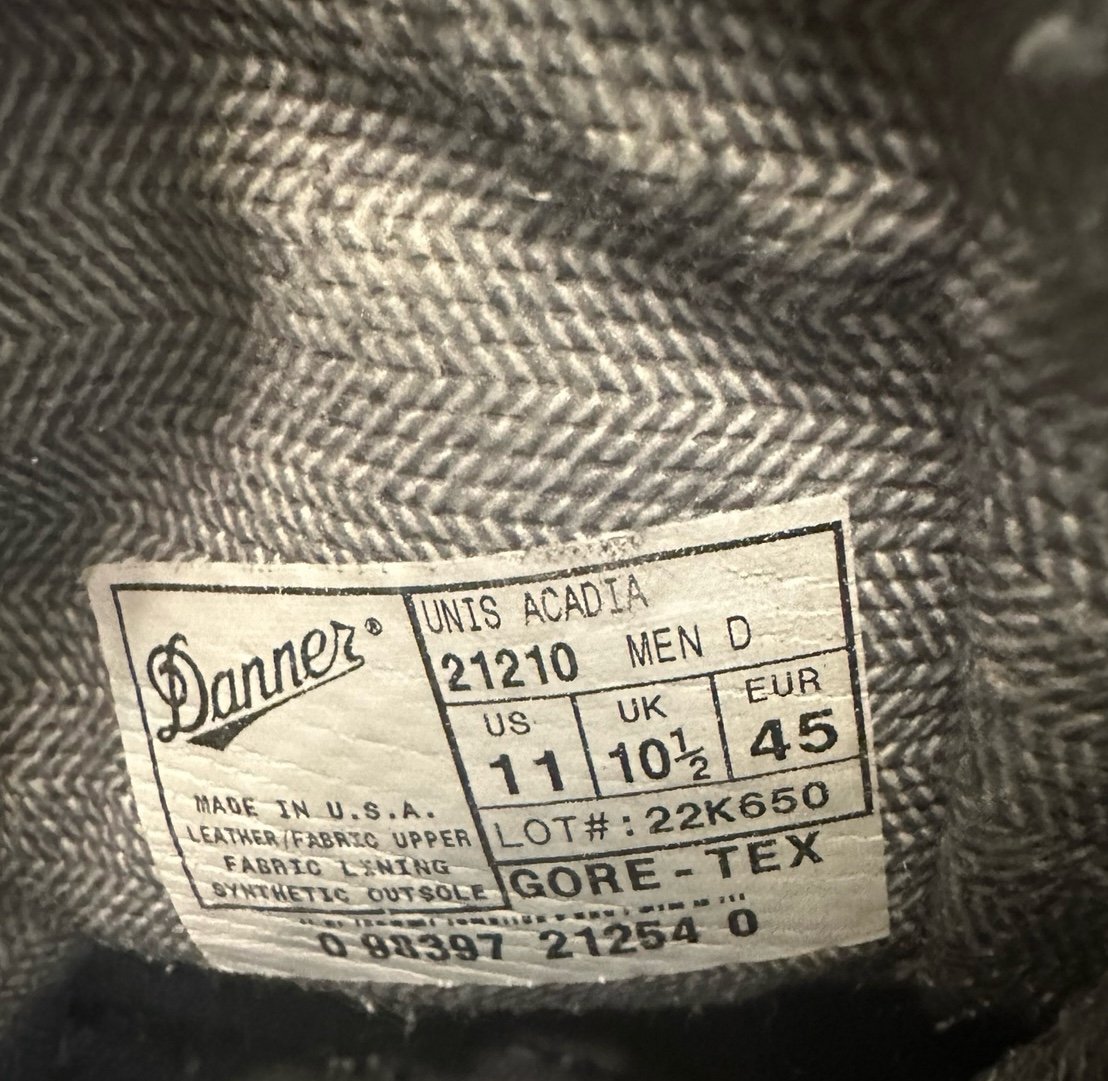 Danner®
MADE IN U.S.A.
LEATHER/FABRIC UPPER
FABRIC LINING
SYNTHETIC OUTSOLE
UNIS ACADIA
21210 MEN D
US UK EUR
11 10½ 45
LOT#:22K650
GORE-TEX
0 98397 21254 0